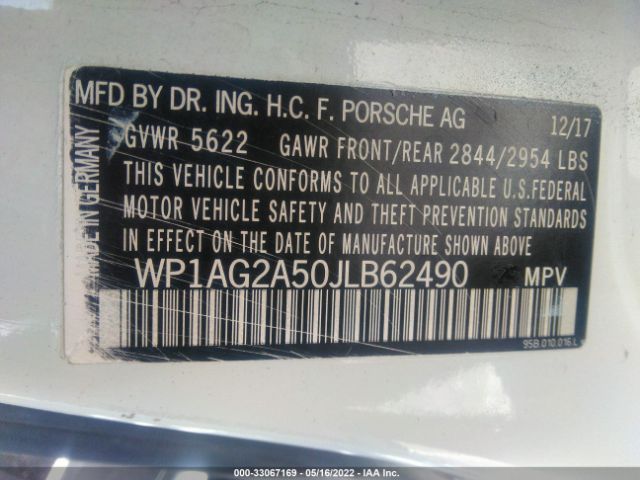 MFD BY DR. ING. H.C. F. PORSCHE AG 12/17
GVWR 5622 GAWR FRONT/REAR 2844/2954 LBS
THIS VEHICLE CONFORMS TO ALL APPLICABLE U.S.FEDERAL
MOTOR VEHICLE SAFETY AND THEFT PREVENTION STANDARDS
IN EFFECT ON THE DATE OF MANUFACTURE SHOWN ABOVE.
WP1AG2A50JLB62490 MPV
MADE IN GERMANY
95B.010.016.L
000-33067169 - 05/16/2022 - IAA Inc.